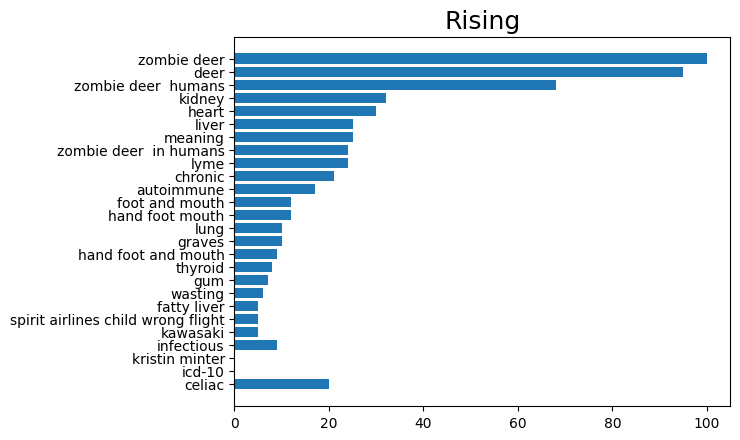 Rising
zombie deer
deer
zombie deer  humans
kidney
heart
liver
meaning
zombie deer  in humans
lyme
chronic
autoimmune
foot and mouth
hand foot mouth
lung
graves
hand foot and mouth
thyroid
gum
wasting
fatty liver
spirit airlines child wrong flight
kawasaki
infectious
kristin minter
icd-10
celiac
0 20 40 60 80 100